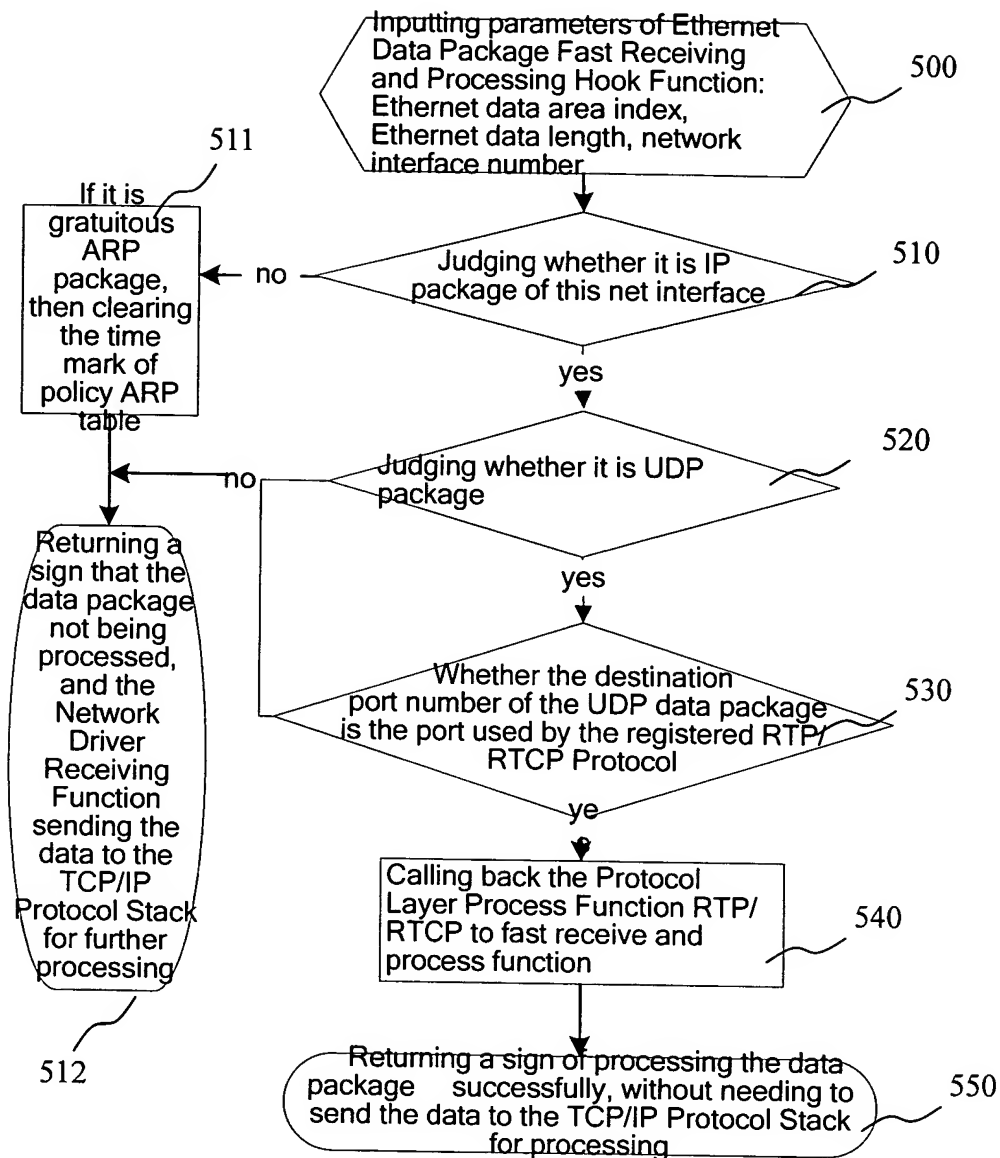 Inputting parameters of Ethernet
Data Package Fast Receiving
and Processing Hook Function:
Ethernet data area index,
Ethernet data length, network
interface number
500
511
If it is
gratuitous
ARP
package,
then clearing
the time
mark of
policy ARP
table
no
Judging whether it is IP
package of this net interface
510
yes
520
Judging whether it is UDP
package
no
yes
Returning a
sign that the
data package
not being
processed,
and the
Network
Driver
Receiving
Function
sending the
data to the
TCP/IP
Protocol Stack
for further
processing
512
Whether the destination
port number of the UDP data package
is the port used by the registered RTP/
RTCP Protocol
530
ye
s
Calling back the Protocol
Layer Process Function RTP/
RTCP to fast receive and
process function
540
Returning a sign of processing the data
package successfully, without needing to
send the data to the TCP/IP Protocol Stack
for processing
550